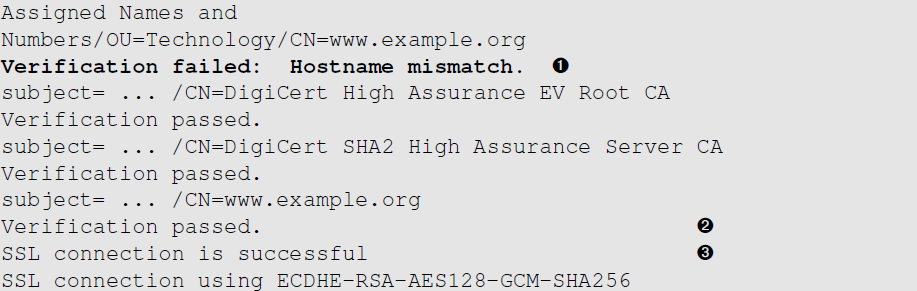 Assigned Names and
Numbers/OU=Technology/CN=www.example.org
Verification failed:  Hostname mismatch.  ❶
subject= ... /CN=DigiCert High Assurance EV Root CA
Verification passed.
subject= ... /CN=DigiCert SHA2 High Assurance Server CA
Verification passed.
subject= ... /CN=www.example.org
Verification passed. ❷
SSL connection is successful ❸
SSL connection using ECDHE-RSA-AES128-GCM-SHA256